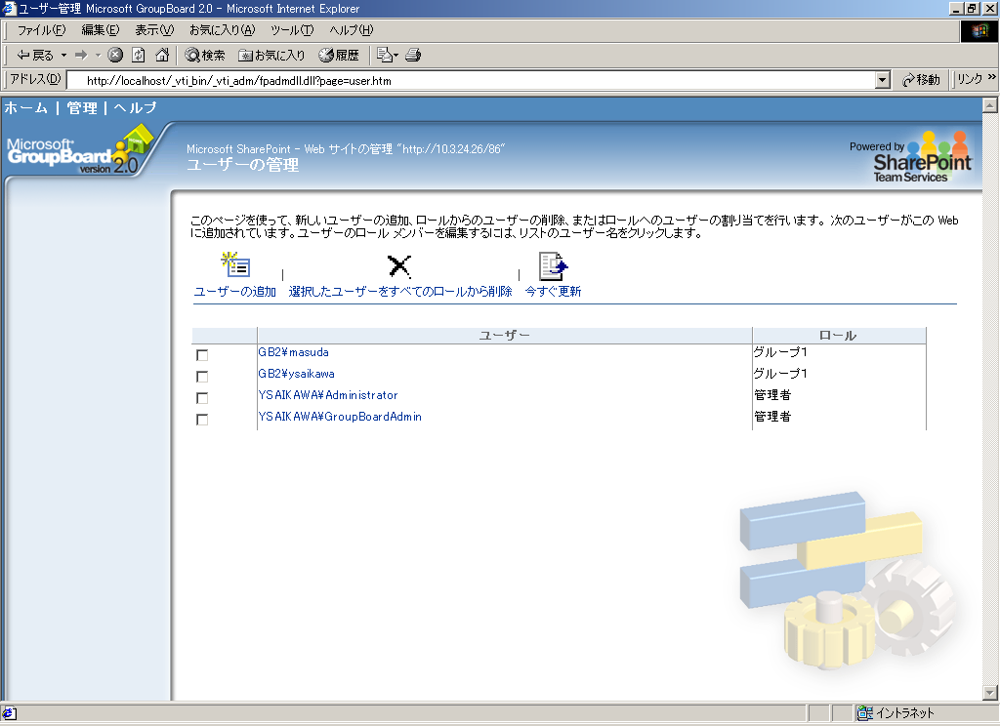 ユーザー管理 Microsoft GroupBoard 2.0 - Microsoft Internet Explorer
ファイル(F) 編集(E) 表示(V) お気に入り(A) ツール(T) ヘルプ(H)
戻る 検索 お気に入り 履歴
アドレス(D) http://localhost/_vti_bin/_vti_adm/fpadmdll.dll?page=user.htm 移動 リンク »
ホーム | 管理 | ヘルプ
Microsoft GroupBoard version 2.0
Microsoft SharePoint - Web サイトの管理 "http://10.3.24.26/86"
ユーザーの管理
Powered by
SharePoint
Team Services
このページを使って、新しいユーザーの追加、ロールからのユーザーの削除、またはロールへのユーザーの割り当てを行います。 次のユーザーがこの Web
に追加されています。ユーザーのロール メンバーを編集するには、リストのユーザー名をクリックします。
ユーザーの追加 | 選択したユーザーをすべてのロールから削除 | 今すぐ更新
ユーザー ロール
GB2¥masuda グループ1
GB2¥ysaikawa グループ1
YSAIKAWA¥Administrator 管理者
YSAIKAWA¥GroupBoardAdmin 管理者
イントラネット